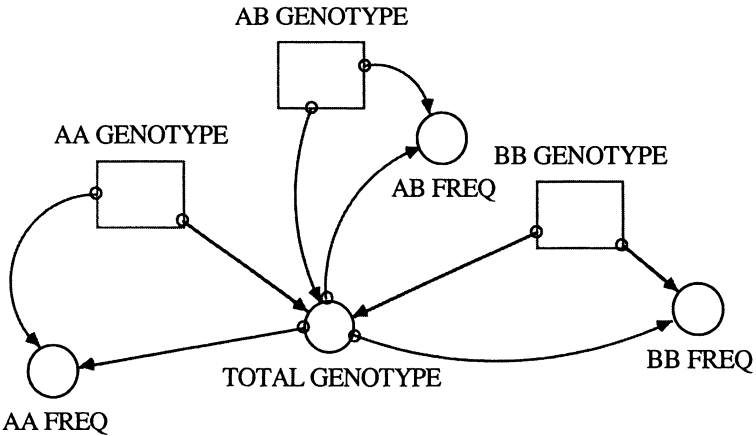 AB GENOTYPE
AA GENOTYPE
BB GENOTYPE
AB FREQ
BB FREQ
TOTAL GENOTYPE
AA FREQ